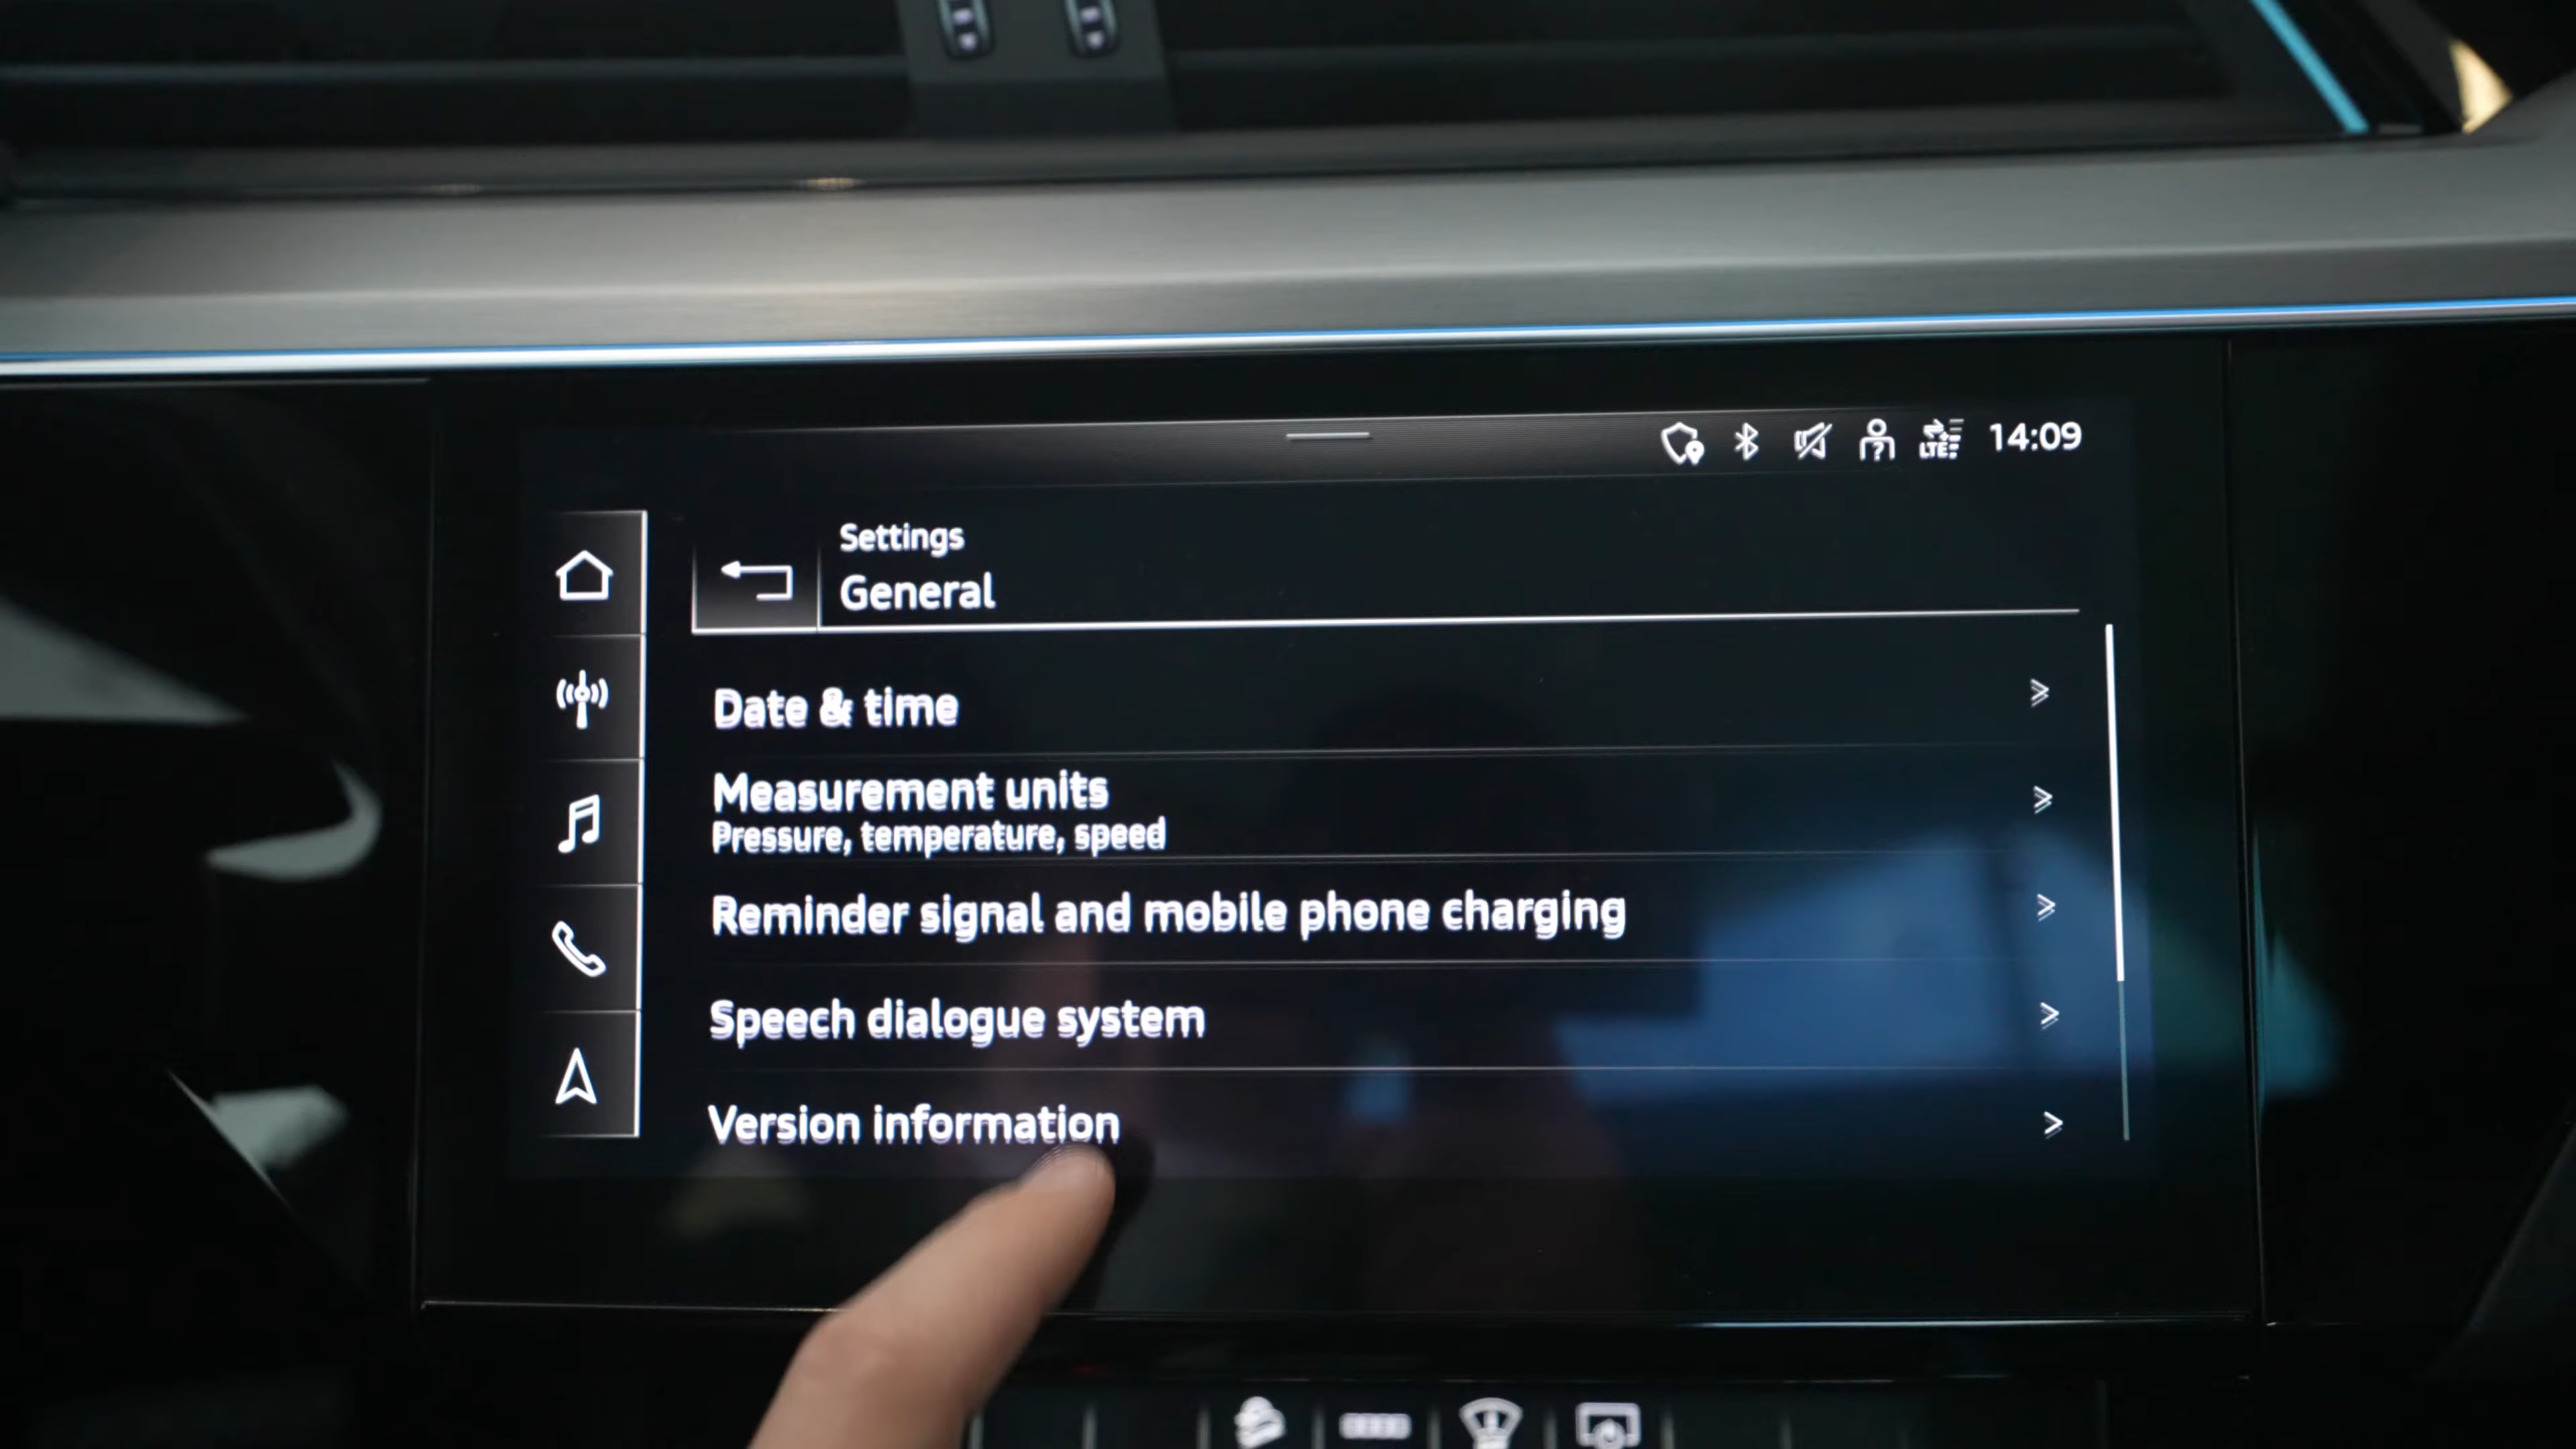 LTE 14:09
Settings
General
Date & time
Measurement units
Pressure, temperature, speed
Reminder signal and mobile phone charging
Speech dialogue system
Version information